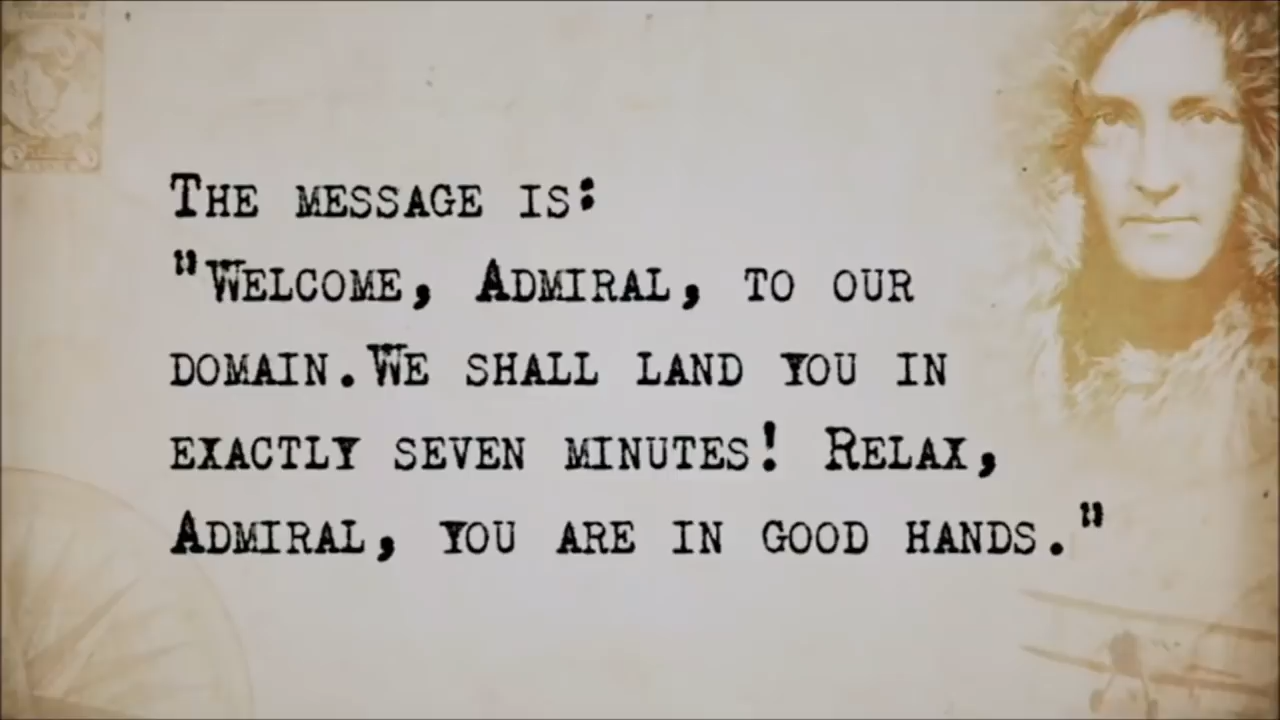 The message is:
"Welcome, Admiral, to our
domain.We shall land you in
exactly seven minutes! Relax,
Admiral, you are in good hands."